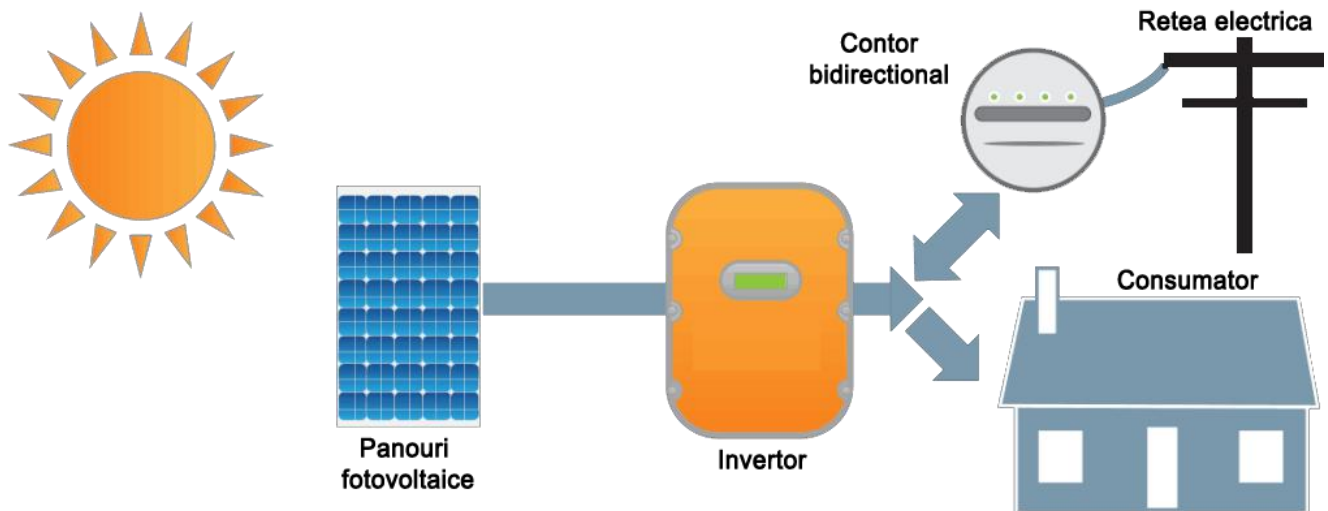 Retea electrica
Contor
bidirectional
Consumator
Panouri
fotovoltaice
Invertor